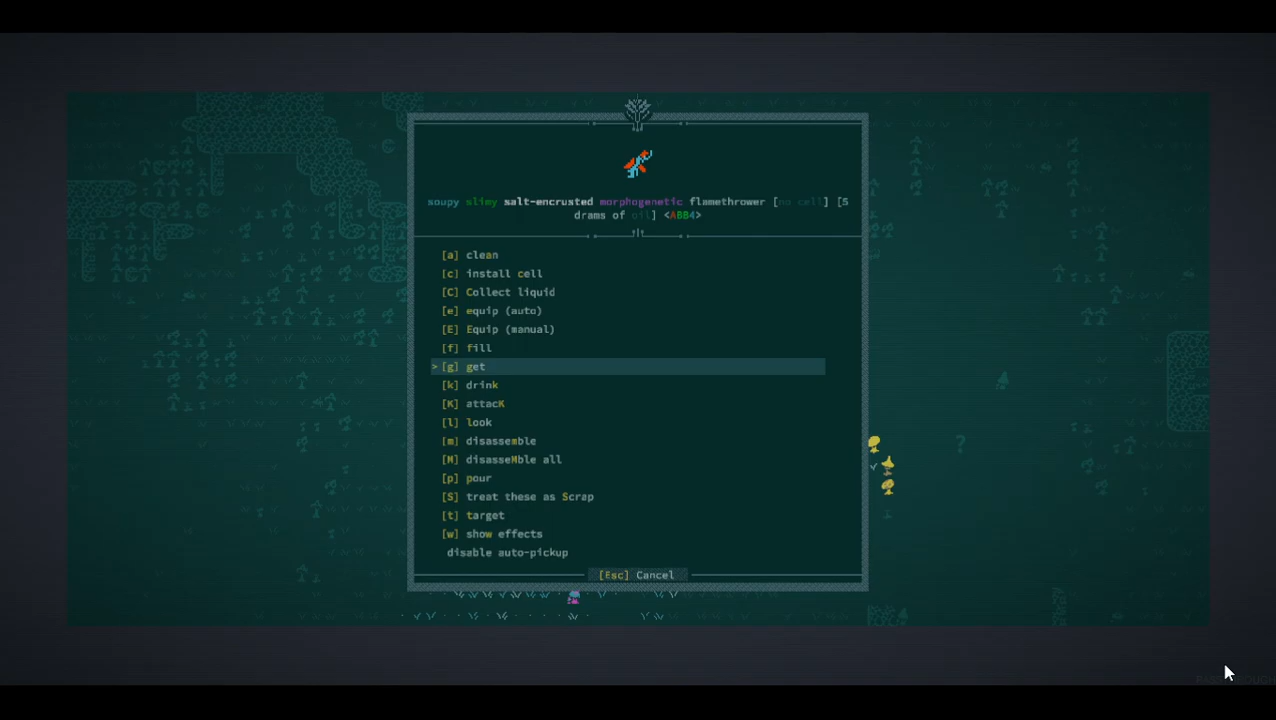 soupy slimy salt-encrusted morphogenetic flamethrower [no cell] [5
drams of oil] <ABB4>
[a] clean
[c] install cell
[C] Collect liquid
[e] equip (auto)
[E] Equip (manual)
[f] fill
> [g] get
[k] drink
[K] attacK
[l] look
[m] disassemble
[M] disasseMble all
[p] pour
[S] treat these as Scrap
[t] target
[w] show effects
disable auto-pickup
[Esc] Cancel